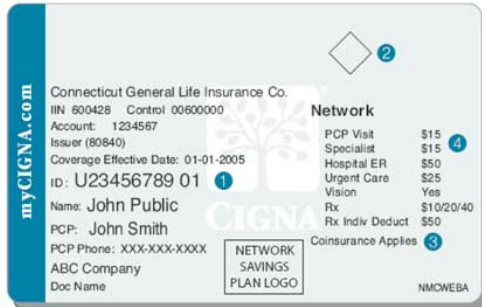 myCIGNA.com
2
Connecticut General Life Insurance Co.
IIN 600428 Control 00600000
Account: 1234567
Issuer (80840)
Coverage Effective Date: 01-01-2005
ID: U23456789 01 1
Name: John Public
PCP: John Smith
PCP Phone: XXX-XXX-XXXX
ABC Company
Doc Name
CIGNA
NETWORK
SAVINGS
PLAN LOGO
Network
PCP Visit $15
Specialist $15 4
Hospital ER $50
Urgent Care $25
Vision Yes
Rx $10/20/40
Rx Indiv Deduct $50
Coinsurance Applies 3
NMOWEBA